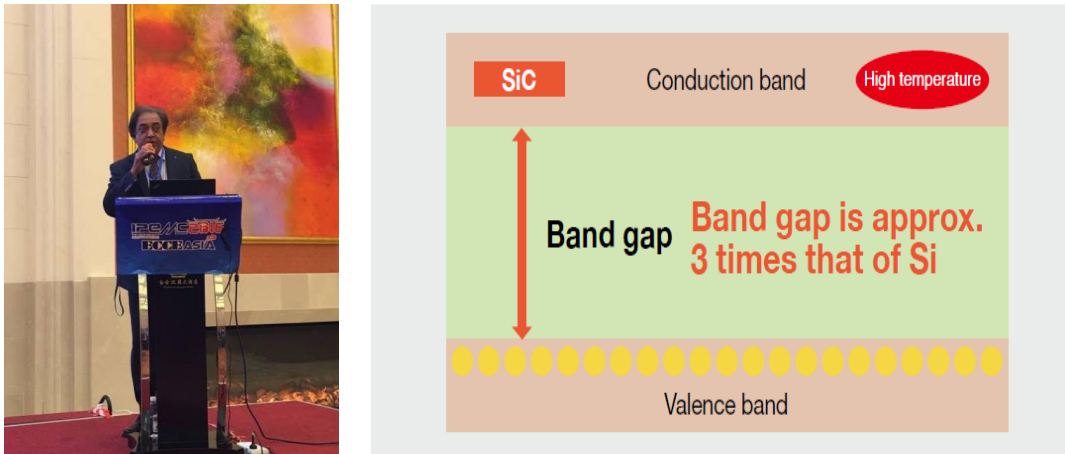 IPEMC2016
ECCE ASIA
SiC
Conduction band
High temperature
Band gap
Band gap is approx.
3 times that of Si
Valence band